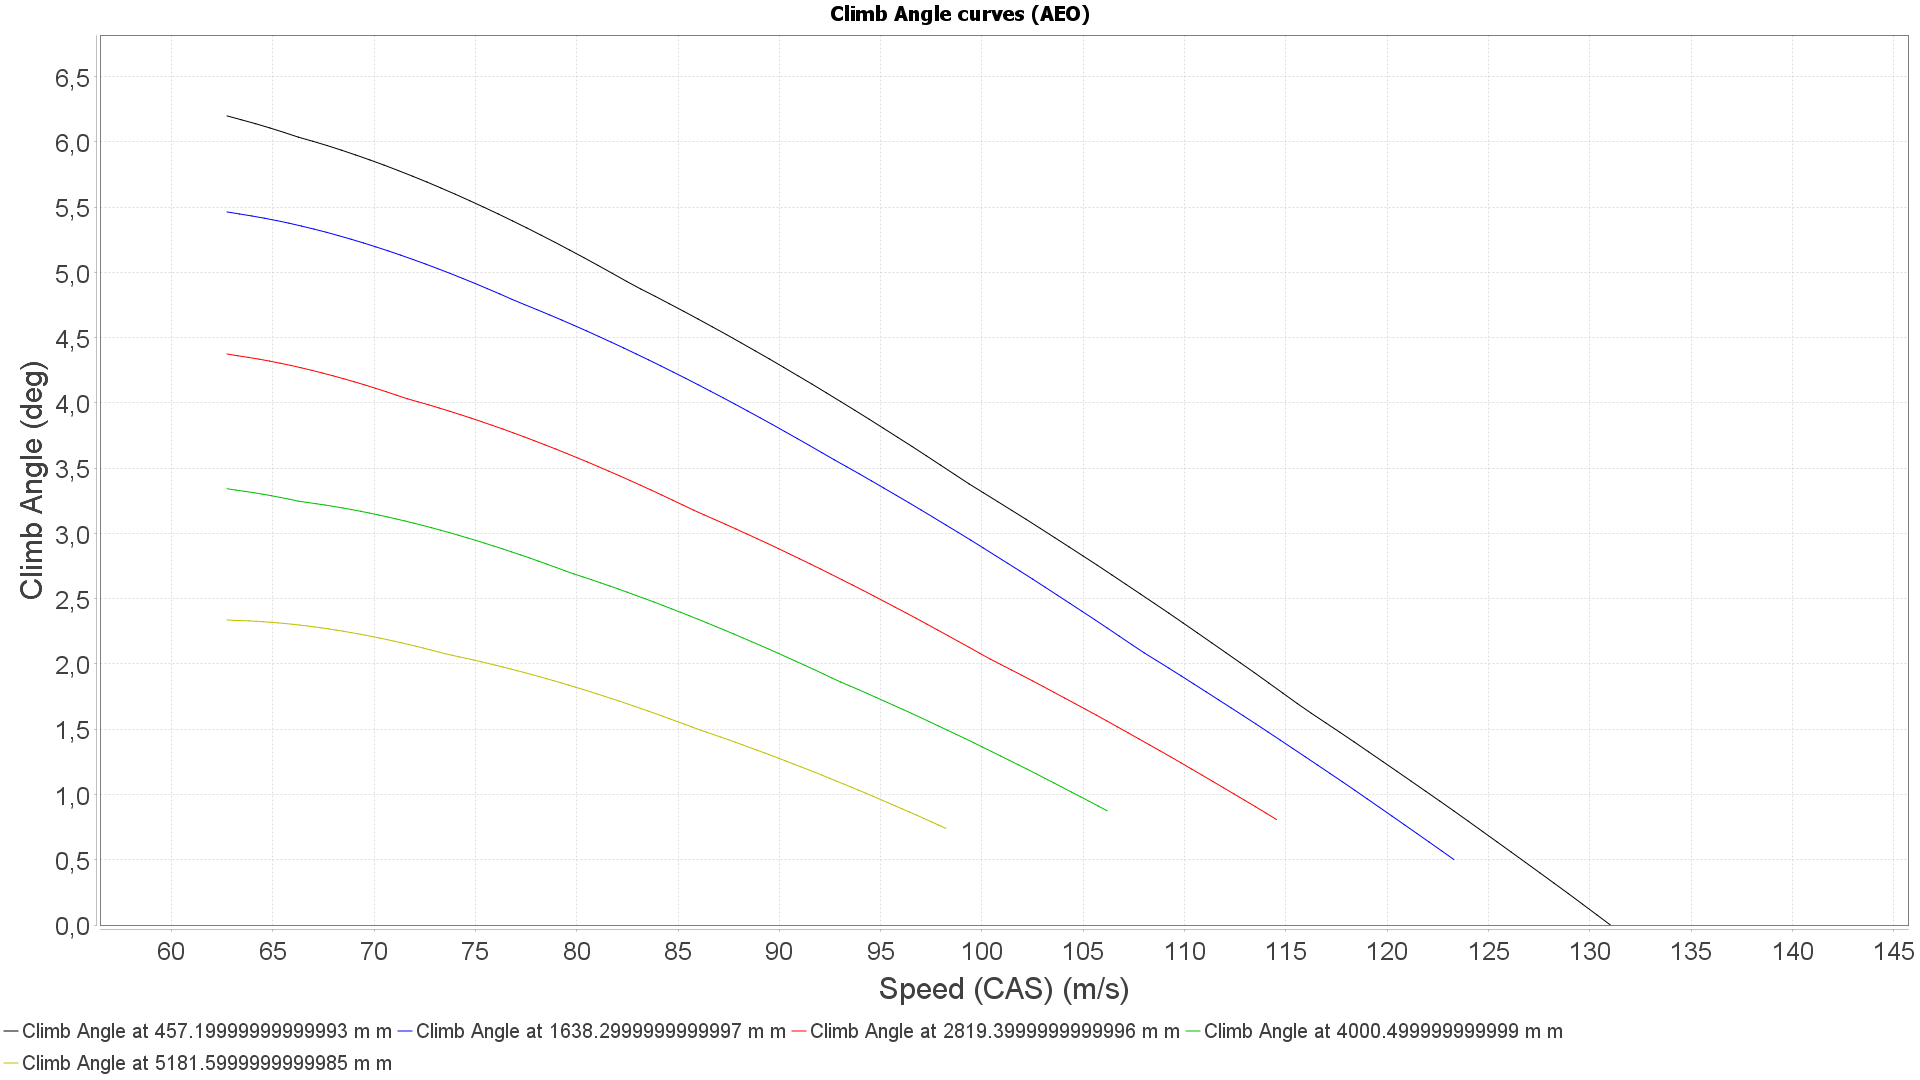 Climb Angle curves (AEO)
6,5
6,0
5,5
5,0
4,5
4,0
3,5
3,0
2,5
2,0
1,5
1,0
0,5
0,0
Climb Angle (deg)
60 65 70 75 80 85 90 95 100 105 110 115 120 125 130 135 140 145
Speed (CAS) (m/s)
Climb Angle at 457.19999999999993 m m Climb Angle at 1638.2999999999997 m m Climb Angle at 2819.3999999999996 m m Climb Angle at 4000.499999999999 m m
Climb Angle at 5181.5999999999985 m m